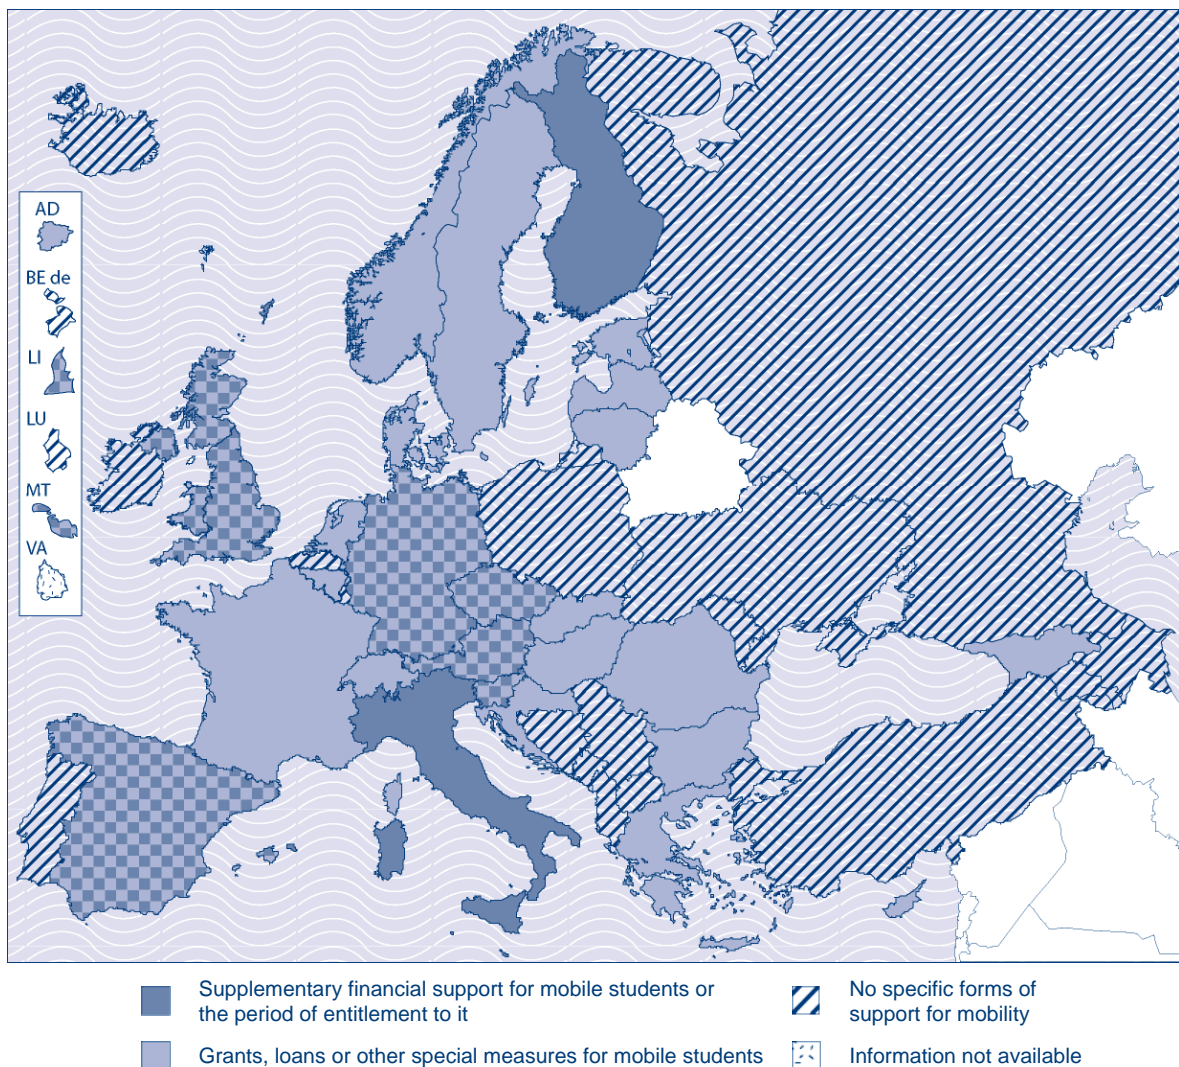 AD
BE de
LI
LU
MT
VA
Supplementary financial support for mobile students or
the period of entitlement to it
No specific forms of
support for mobility
Grants, loans or other special measures for mobile students
Information not available